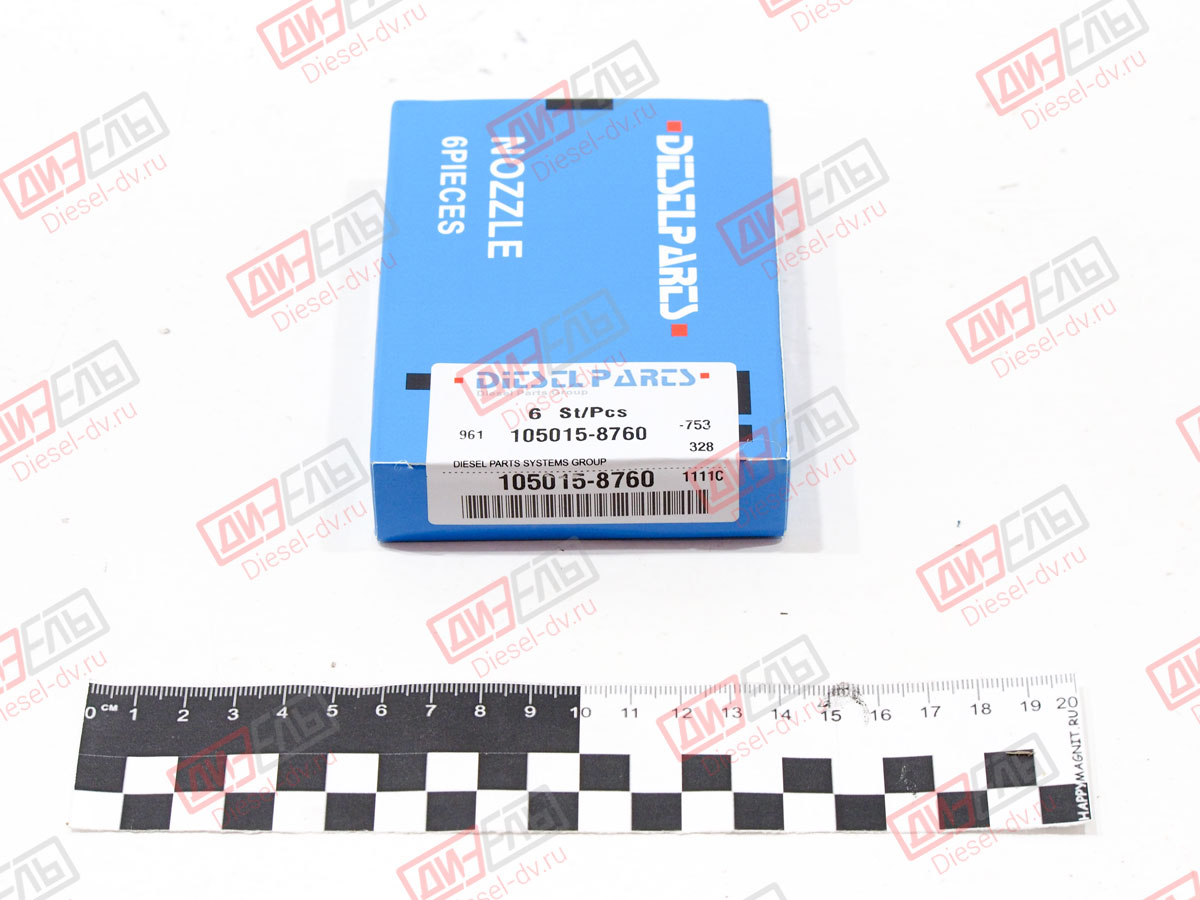 DIESELPARTS
NOZZLE
6PIECES
DIESELPARTS
Diesel Parts Group
6 St/Pcs
961 105015-8760 -753
328
DIESEL PARTS SYSTEMS GROUP
105015-8760 1111C
0 CM 1 2 3 4 5 6 7 8 9 10 11 12 13 14 15 16 17 18 19 20
HAPPYMAGNIT.RU
ДИЭЕЛЬ
Diesel-dv.ru